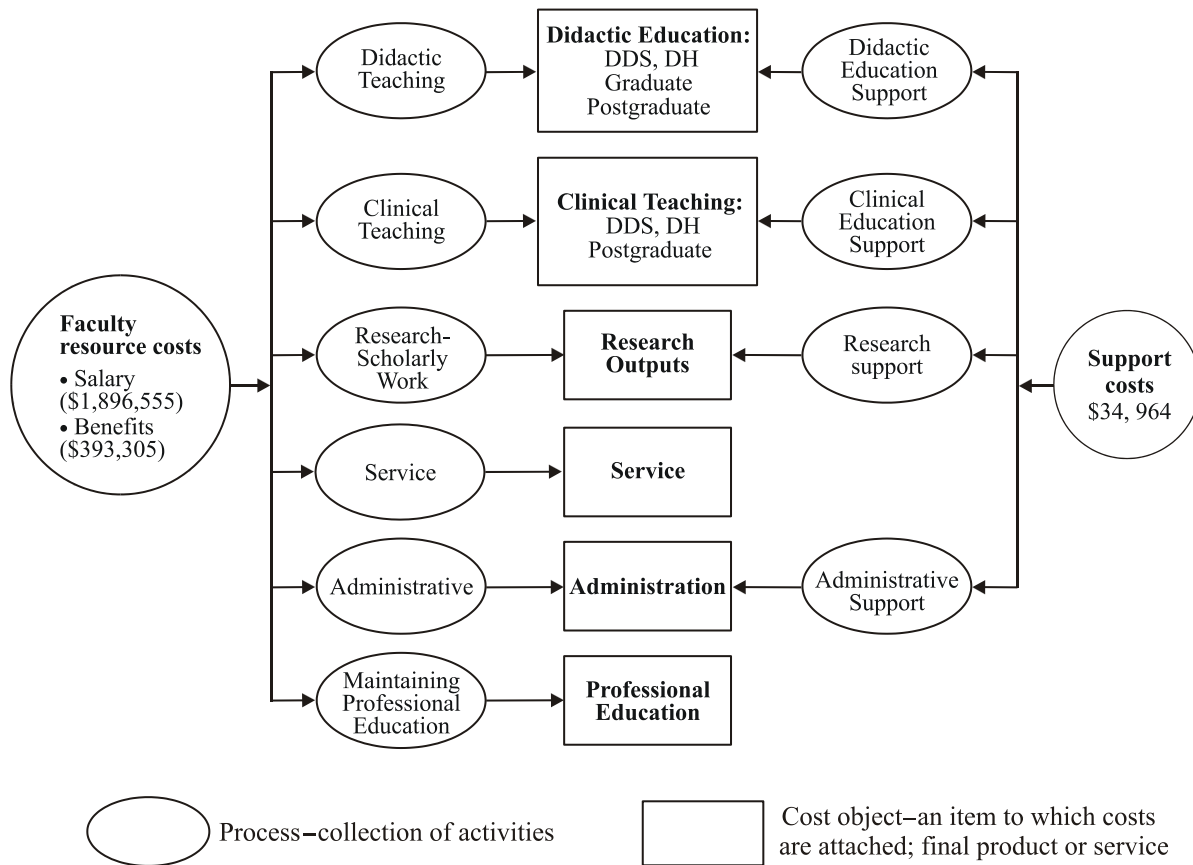 Didactic
Teaching
Didactic Education:
DDS, DH
Graduate
Postgraduate
Didactic
Education
Support
Clinical
Teaching
Clinical Teaching:
DDS, DH
Postgraduate
Clinical
Education
Support
Faculty
resource costs
• Salary
($1,896,555)
• Benefits
($393,305)
Research–
Scholarly
Work
Research
Outputs
Research
support
Support
costs
$34, 964
Service
Service
Administrative
Administration
Administrative
Support
Maintaining
Professional
Education
Professional
Education
Process–collection of activities
Cost object–an item to which costs
are attached; final product or service